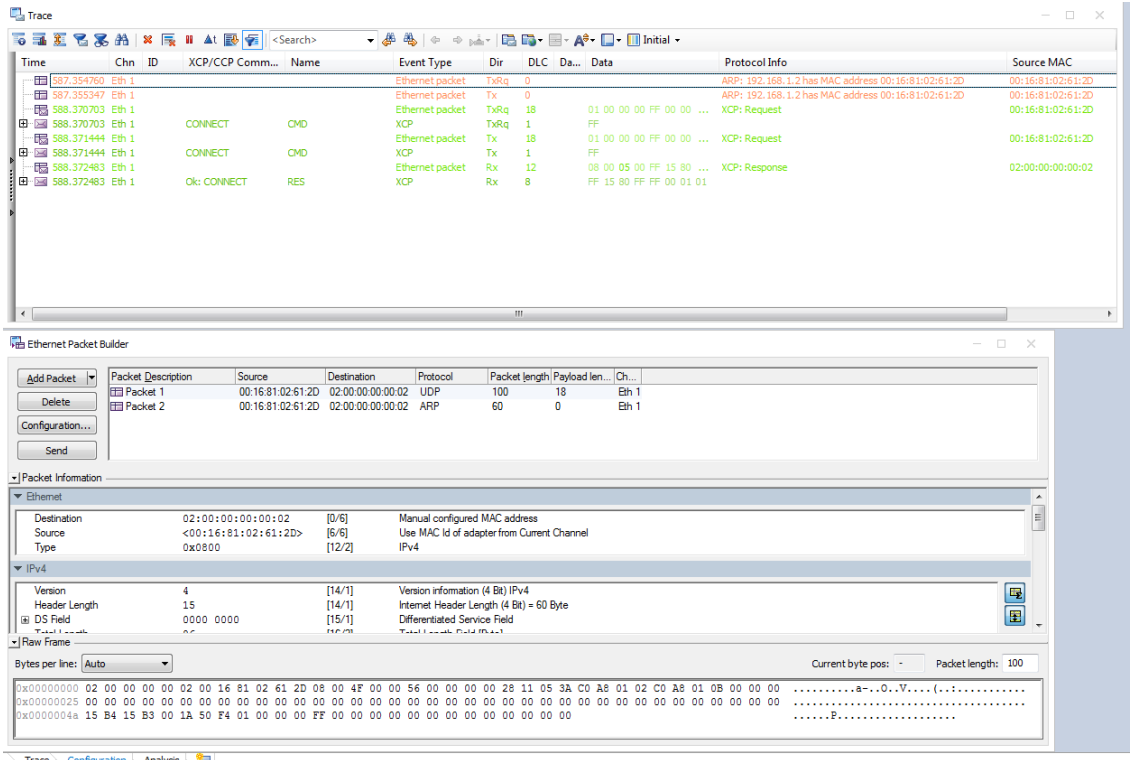 Trace
<Search> Initial
Time Chn ID XCP/CCP Comm... Name Event Type Dir DLC Da... Data Protocol Info Source MAC
587.354760 Eth 1 Ethernet packet TxRq 0 ARP: 192.168.1.2 has MAC address 00:16:81:02:61:2D 00:16:81:02:61:2D
587.355347 Eth 1 Ethernet packet Tx 0 ARP: 192.168.1.2 has MAC address 00:16:81:02:61:2D 00:16:81:02:61:2D
588.370703 Eth 1 Ethernet packet TxRq 18 01 00 00 00 FF 00 00 ... XCP: Request 00:16:81:02:61:2D
588.370703 Eth 1 CONNECT CMD XCP TxRq 1 FF
588.371444 Eth 1 Ethernet packet Tx 18 01 00 00 00 FF 00 00 ... XCP: Request 00:16:81:02:61:2D
588.371444 Eth 1 CONNECT CMD XCP Tx 1 FF
588.372483 Eth 1 Ethernet packet Rx 12 08 00 05 00 FF 15 80 ... XCP: Response 02:00:00:00:00:02
588.372483 Eth 1 Ok: CONNECT RES XCP Rx 8 FF 15 80 FF FF 00 01 01
Ethernet Packet Builder
Add Packet
Delete
Configuration...
Send
Packet Description Source Destination Protocol Packet length Payload len... Ch...
Packet 1 00:16:81:02:61:2D 02:00:00:00:00:02 UDP 100 18 Eth 1
Packet 2 00:16:81:02:61:2D 02:00:00:00:00:02 ARP 60 0 Eth 1
Packet Information
Ethernet
Destination 02:00:00:00:00:02 [0/6] Manual configured MAC address
Source <00:16:81:02:61:2D> [6/6] Use MAC Id of adapter from Current Channel
Type 0x0800 [12/2] IPv4
IPv4
Version 4 [14/1] Version information (4 Bit) IPv4
Header Length 15 [14/1] Internet Header Length (4 Bit) = 60 Byte
DS Field 0000 0000 [15/1] Differentiated Service Field
Total Length 86 [16/2] Total Length Field [Byte]
Raw Frame
Bytes per line: Auto Current byte pos: - Packet length: 100
0x00000000 02 00 00 00 00 02 00 16 81 02 61 2D 08 00 4F 00 00 56 00 00 00 00 28 11 05 3A C0 A8 01 02 C0 A8 01 0B 00 00 00 ..........a-..O..V....(..:...........
0x00000025 00 00 00 00 00 00 00 00 00 00 00 00 00 00 00 00 00 00 00 00 00 00 00 00 00 00 00 00 00 00 00 00 00 00 00 00 00 .....................................
0x0000004a 15 B4 15 B3 00 1A 50 F4 01 00 00 00 FF 00 00 00 00 00 00 00 00 00 00 00 00 00 ......P...................
Trace Configuration Analysis